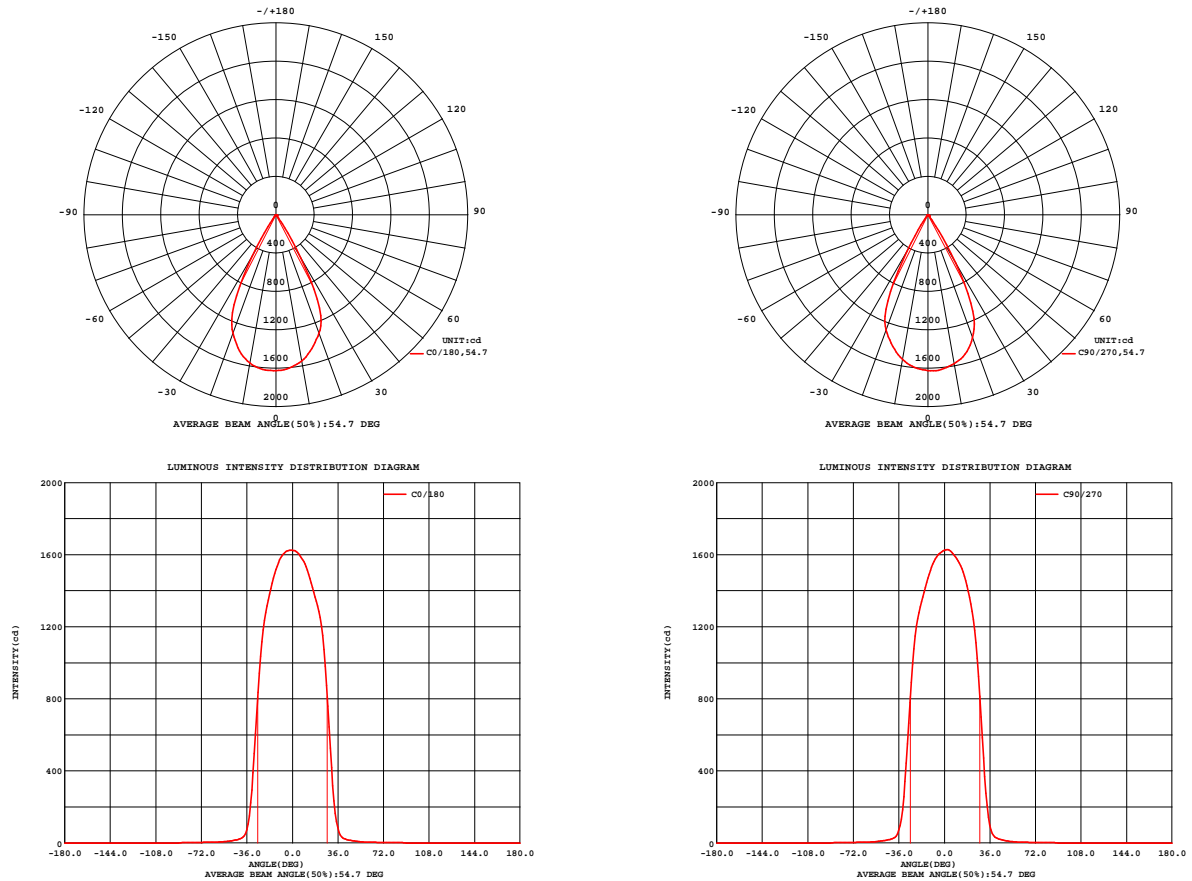 -/+180
-150
150
-120
120
-90
90
0
400
800
-60
1200
60
UNIT:cd
1600
C0/180,54.7
-30
2000
30
0
AVERAGE BEAM ANGLE(50%):54.7 DEG
-/+180
-150
150
-120
120
-90
90
0
400
800
-60
1200
60
UNIT:cd
1600
C90/270,54.7
-30
2000
30
0
AVERAGE BEAM ANGLE(50%):54.7 DEG
LUMINOUS INTENSITY DISTRIBUTION DIAGRAM
2000
C0/180
1600
1200
INTENSITY(cd)
800
400
0
-180.0 -144.0 -108.0 -72.0 -36.0 0.0 36.0 72.0 108.0 144.0 180.0
ANGLE(DEG)
AVERAGE BEAM ANGLE(50%):54.7 DEG
LUMINOUS INTENSITY DISTRIBUTION DIAGRAM
2000
C90/270
1600
1200
INTENSITY(cd)
800
400
0
-180.0 -144.0 -108.0 -72.0 -36.0 0.0 36.0 72.0 108.0 144.0 180.0
ANGLE(DEG)
AVERAGE BEAM ANGLE(50%):54.7 DEG